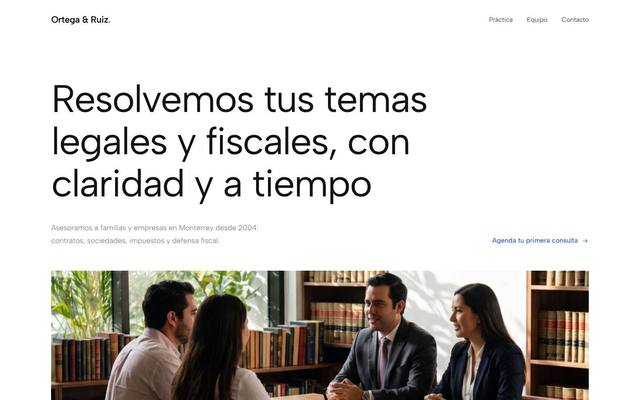 Ortega & Ruiz.
Práctica Equipo Contacto
Resolvemos tus temas
legales y fiscales, con
claridad y a tiempo
Asesoramos a familias y empresas en Monterrey desde 2004:
contratos, sociedades, impuestos y defensa fiscal.
Agenda tu primera consulta →